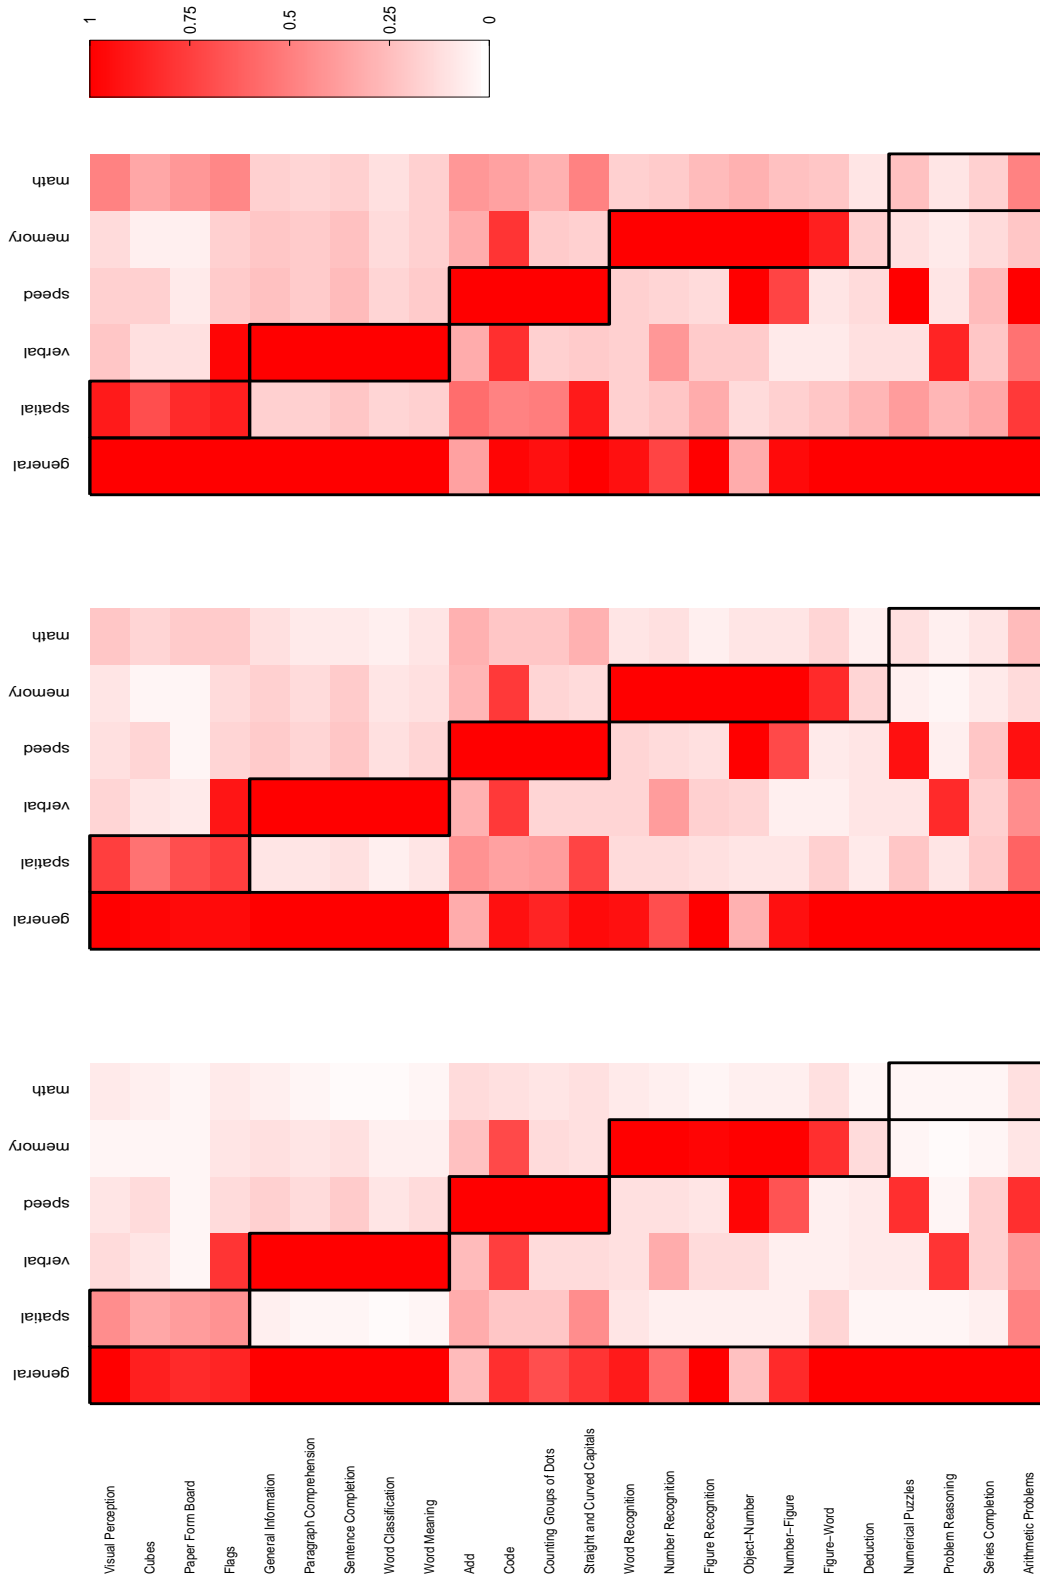 1
0.75
0.5
0.25
0
math
memory
speed
verbal
spatial
general
math
memory
speed
verbal
spatial
general
math
memory
speed
verbal
spatial
general
Visual Perception
Cubes
Paper Form Board
Flags
General Information
Paragraph Comprehension
Sentence Completion
Word Classification
Word Meaning
Add
Code
Counting Groups of Dots
Straight and Curved Capitals
Word Recognition
Number Recognition
Figure Recognition
Object−Number
Number−Figure
Figure−Word
Deduction
Numerical Puzzles
Problem Reasoning
Series Completion
Arithmetic Problems